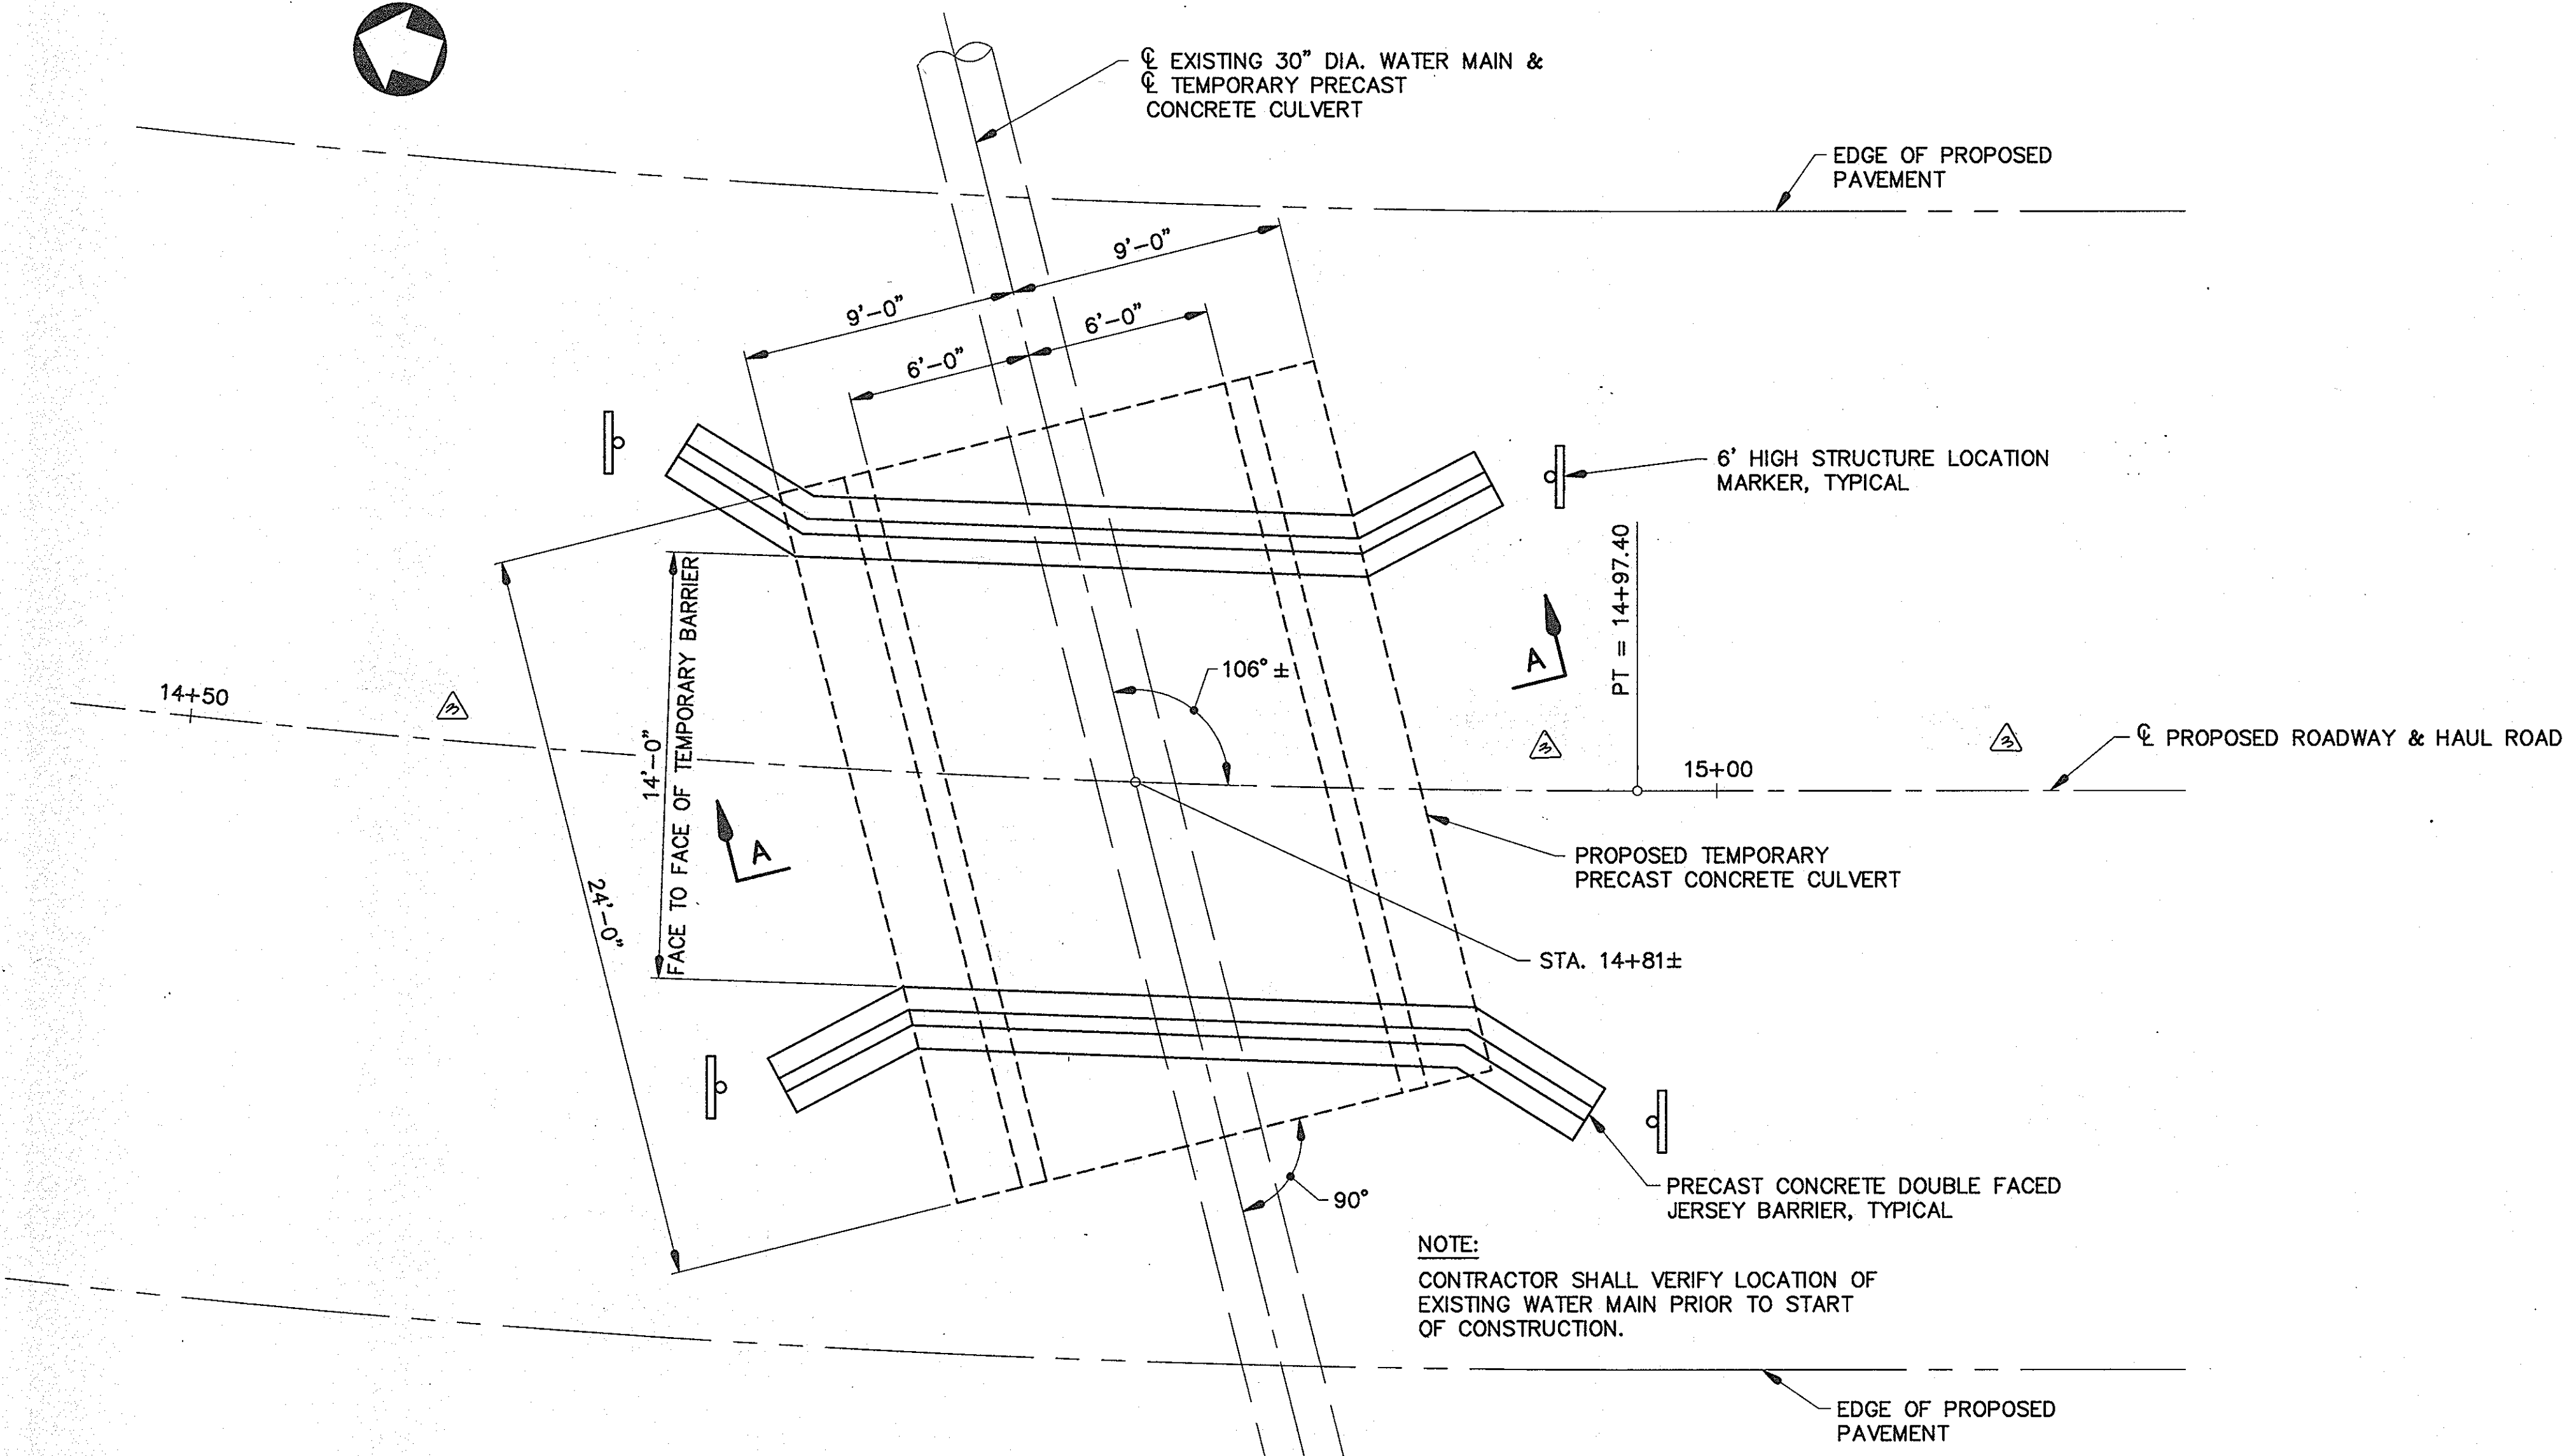 ℄ EXISTING 30" DIA. WATER MAIN &
℄ TEMPORARY PRECAST
CONCRETE CULVERT
EDGE OF PROPOSED
PAVEMENT
9'-0"
9'-0"
6'-0"
6'-0"
6' HIGH STRUCTURE LOCATION
MARKER, TYPICAL
PT = 14+97.40
106°±
A
14+50
3
14'-0"
FACE TO FACE OF TEMPORARY BARRIER
3
3
℄ PROPOSED ROADWAY & HAUL ROAD
15+00
A
PROPOSED TEMPORARY
PRECAST CONCRETE CULVERT
24'-0"
STA. 14+81±
90°
PRECAST CONCRETE DOUBLE FACED
JERSEY BARRIER, TYPICAL
NOTE:
CONTRACTOR SHALL VERIFY LOCATION OF
EXISTING WATER MAIN PRIOR TO START
OF CONSTRUCTION.
EDGE OF PROPOSED
PAVEMENT